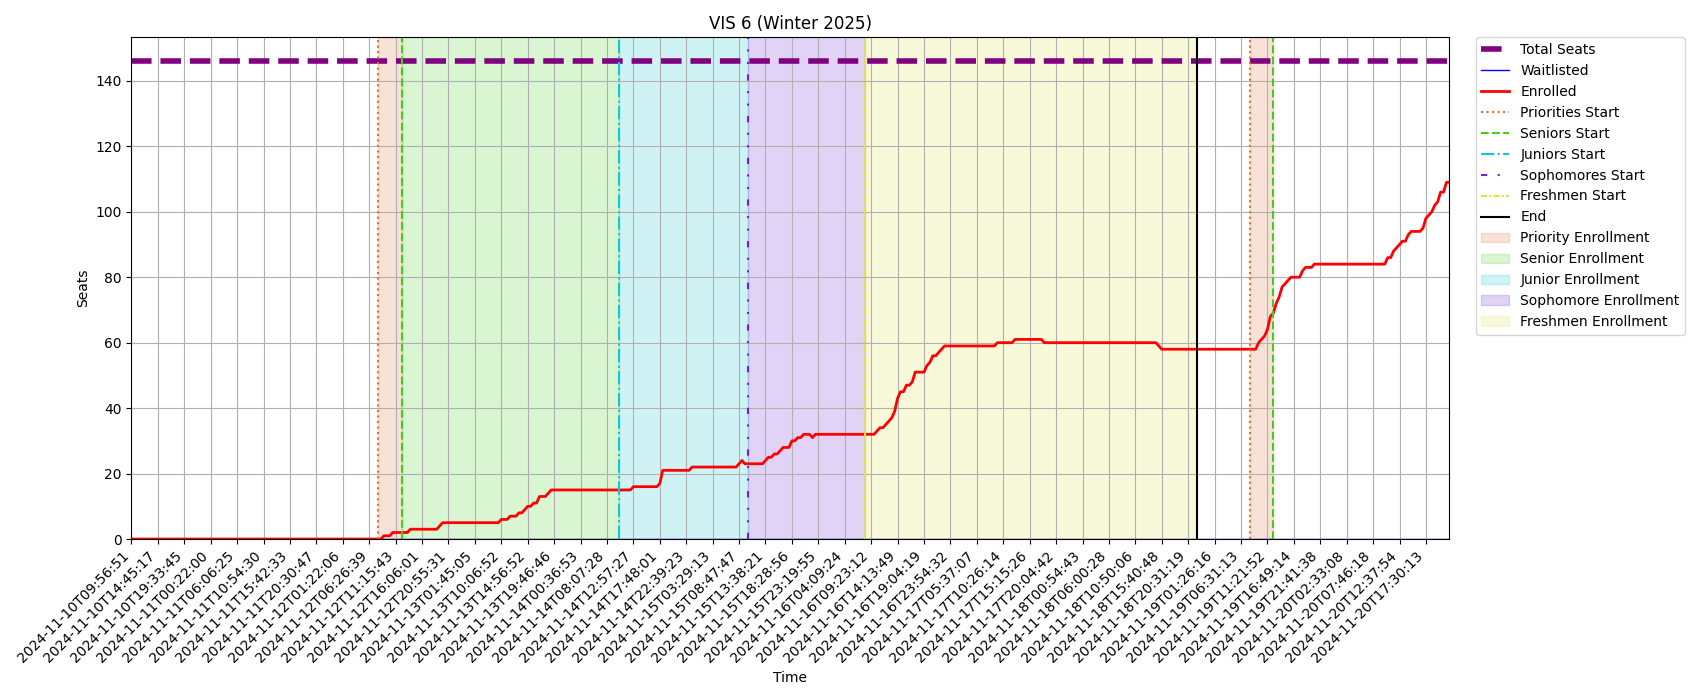 VIS 6 (Winter 2025)
Seats
140
120
100
80
60
40
20
0
2024-11-10T09:56:51
2024-11-10T14:45:17
2024-11-10T19:33:45
2024-11-11T00:22:00
2024-11-11T06:06:25
2024-11-11T10:54:30
2024-11-11T15:42:33
2024-11-11T20:30:47
2024-11-12T01:22:06
2024-11-12T06:26:39
2024-11-12T11:15:43
2024-11-12T16:06:01
2024-11-12T20:55:31
2024-11-13T01:45:05
2024-11-13T10:06:52
2024-11-13T14:56:52
2024-11-13T19:46:46
2024-11-14T00:36:53
2024-11-14T08:07:28
2024-11-14T12:57:27
2024-11-14T17:48:01
2024-11-14T22:39:23
2024-11-15T03:29:13
2024-11-15T08:47:47
2024-11-15T13:38:21
2024-11-15T18:28:56
2024-11-15T23:19:55
2024-11-16T04:09:24
2024-11-16T09:23:12
2024-11-16T14:13:49
2024-11-16T19:04:19
2024-11-16T23:54:32
2024-11-17T05:37:07
2024-11-17T10:26:14
2024-11-17T15:15:26
2024-11-17T20:04:42
2024-11-18T00:54:43
2024-11-18T06:00:28
2024-11-18T10:50:06
2024-11-18T15:40:48
2024-11-18T20:31:19
2024-11-19T01:26:16
2024-11-19T06:31:13
2024-11-19T11:21:52
2024-11-19T16:49:14
2024-11-19T21:41:38
2024-11-20T02:33:08
2024-11-20T07:46:18
2024-11-20T12:37:54
2024-11-20T17:30:13
Time
Total Seats
Waitlisted
Enrolled
Priorities Start
Seniors Start
Juniors Start
Sophomores Start
Freshmen Start
End
Priority Enrollment
Senior Enrollment
Junior Enrollment
Sophomore Enrollment
Freshmen Enrollment